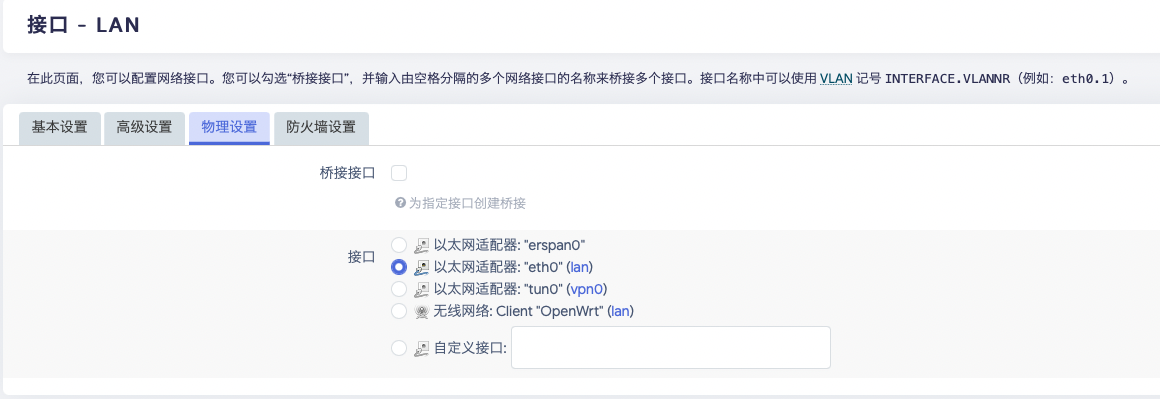 接口 - LAN
在此页面，您可以配置网络接口。您可以勾选“桥接接口”，并输入由空格分隔的多个网络接口的名称来桥接多个接口。接口名称中可以使用 VLAN 记号 INTERFACE.VLANNR（例如：eth0.1）。
基本设置 高级设置 物理设置 防火墙设置
桥接接口
为指定接口创建桥接
接口
以太网适配器: "erspan0"
以太网适配器: "eth0" (lan)
以太网适配器: "tun0" (vpn0)
无线网络: Client "OpenWrt" (lan)
自定义接口: